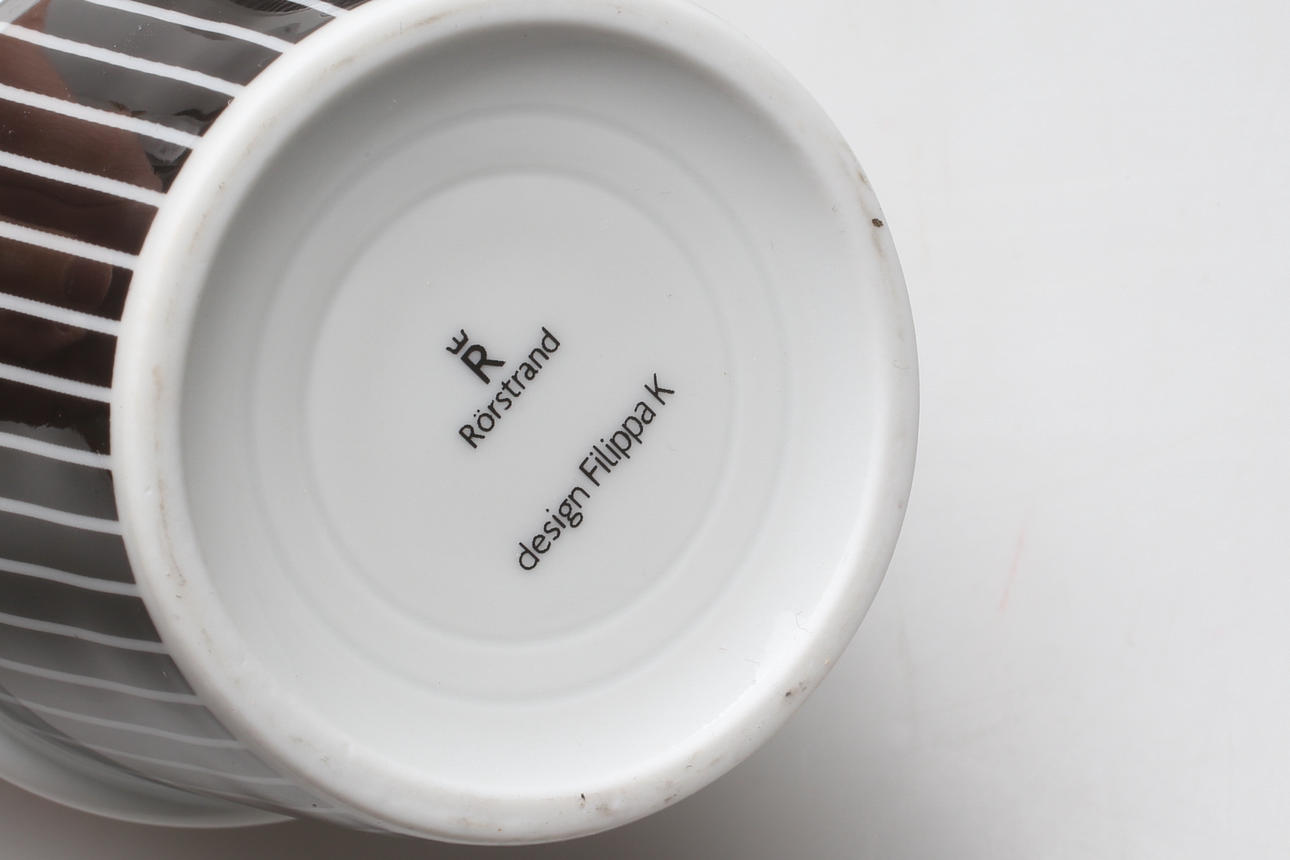 R
Rörstrand
design Filippa K